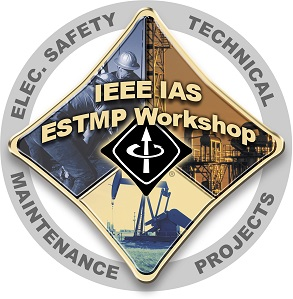 ELEC. SAFETY
TECHNICAL
IEEE IAS
ESTMP Workshop
®
MAINTENANCE
PROJECTS